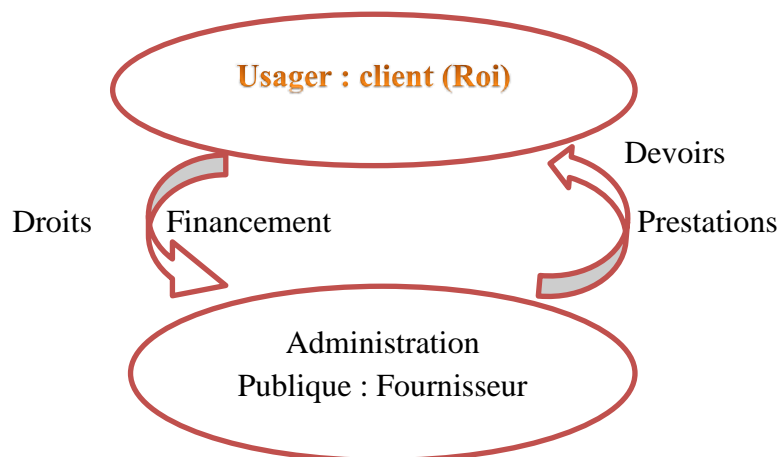 Usager : client (Roi)
Devoirs
Droits
Financement
Prestations
Administration
Publique : Fournisseur